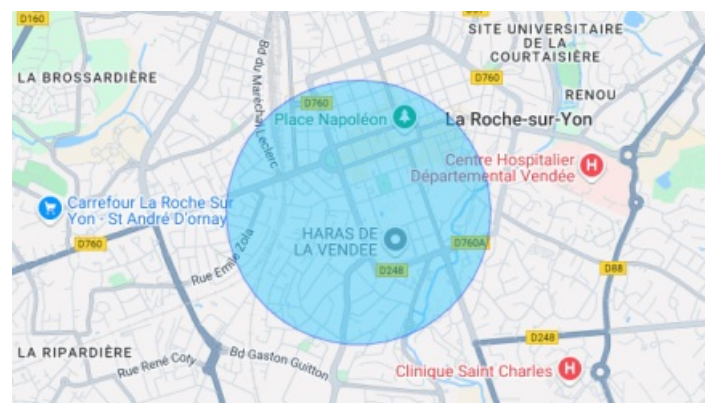 D160
SITE UNIVERSITAIRE
DE LA
COURTAISIÈRE
LA BROSSARDIÈRE
Bd du Maréchal Leclerc
D760
RENOU
D760
Place Napoléon
La Roche-sur-Yon
Centre Hospitalier
Départemental Vendée
Carrefour La Roche Sur
Yon - St André D'ornay
D760
Rue Emile Zola
HARAS DE
LA VENDEE
D760A
D248
D88
D248
LA RIPARDIÈRE
Rue René Coty
Bd Gaston Guitton
Clinique Saint Charles